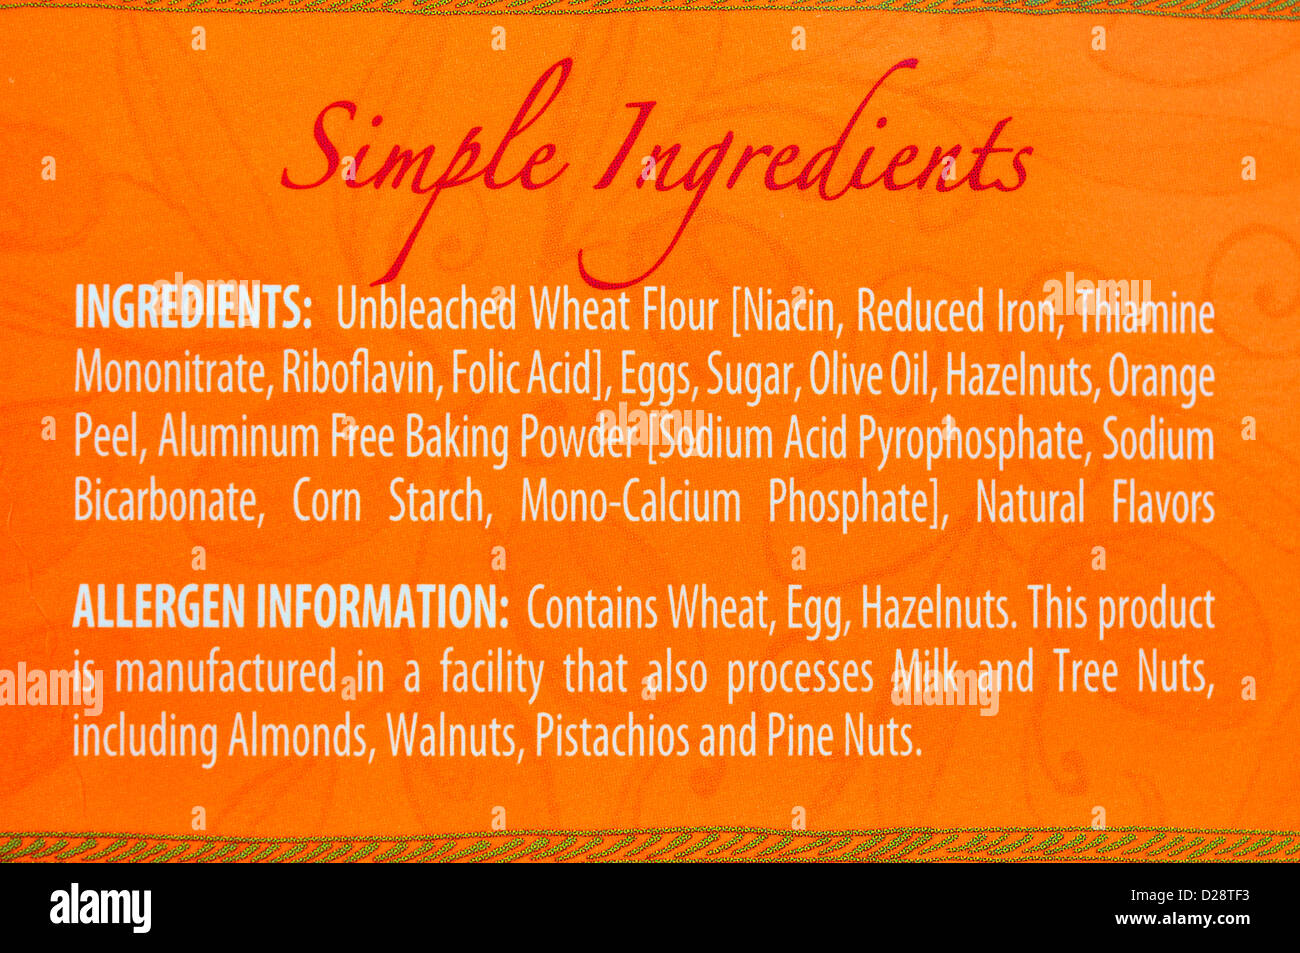 Simple Ingredients
INGREDIENTS: Unbleached Wheat Flour [Niacin, Reduced Iron, Thiamine
Mononitrate, Riboflavin, Folic Acid], Eggs, Sugar, Olive Oil, Hazelnuts, Orange
Peel, Aluminum Free Baking Powder [Sodium Acid Pyrophosphate, Sodium
Bicarbonate, Corn Starch, Mono-Calcium Phosphate], Natural Flavors
ALLERGEN INFORMATION: Contains Wheat, Egg, Hazelnuts. This product
is manufactured in a facility that also processes Milk and Tree Nuts,
including Almonds, Walnuts, Pistachios and Pine Nuts.
alamy
Image ID: D28TF3
www.alamy.com